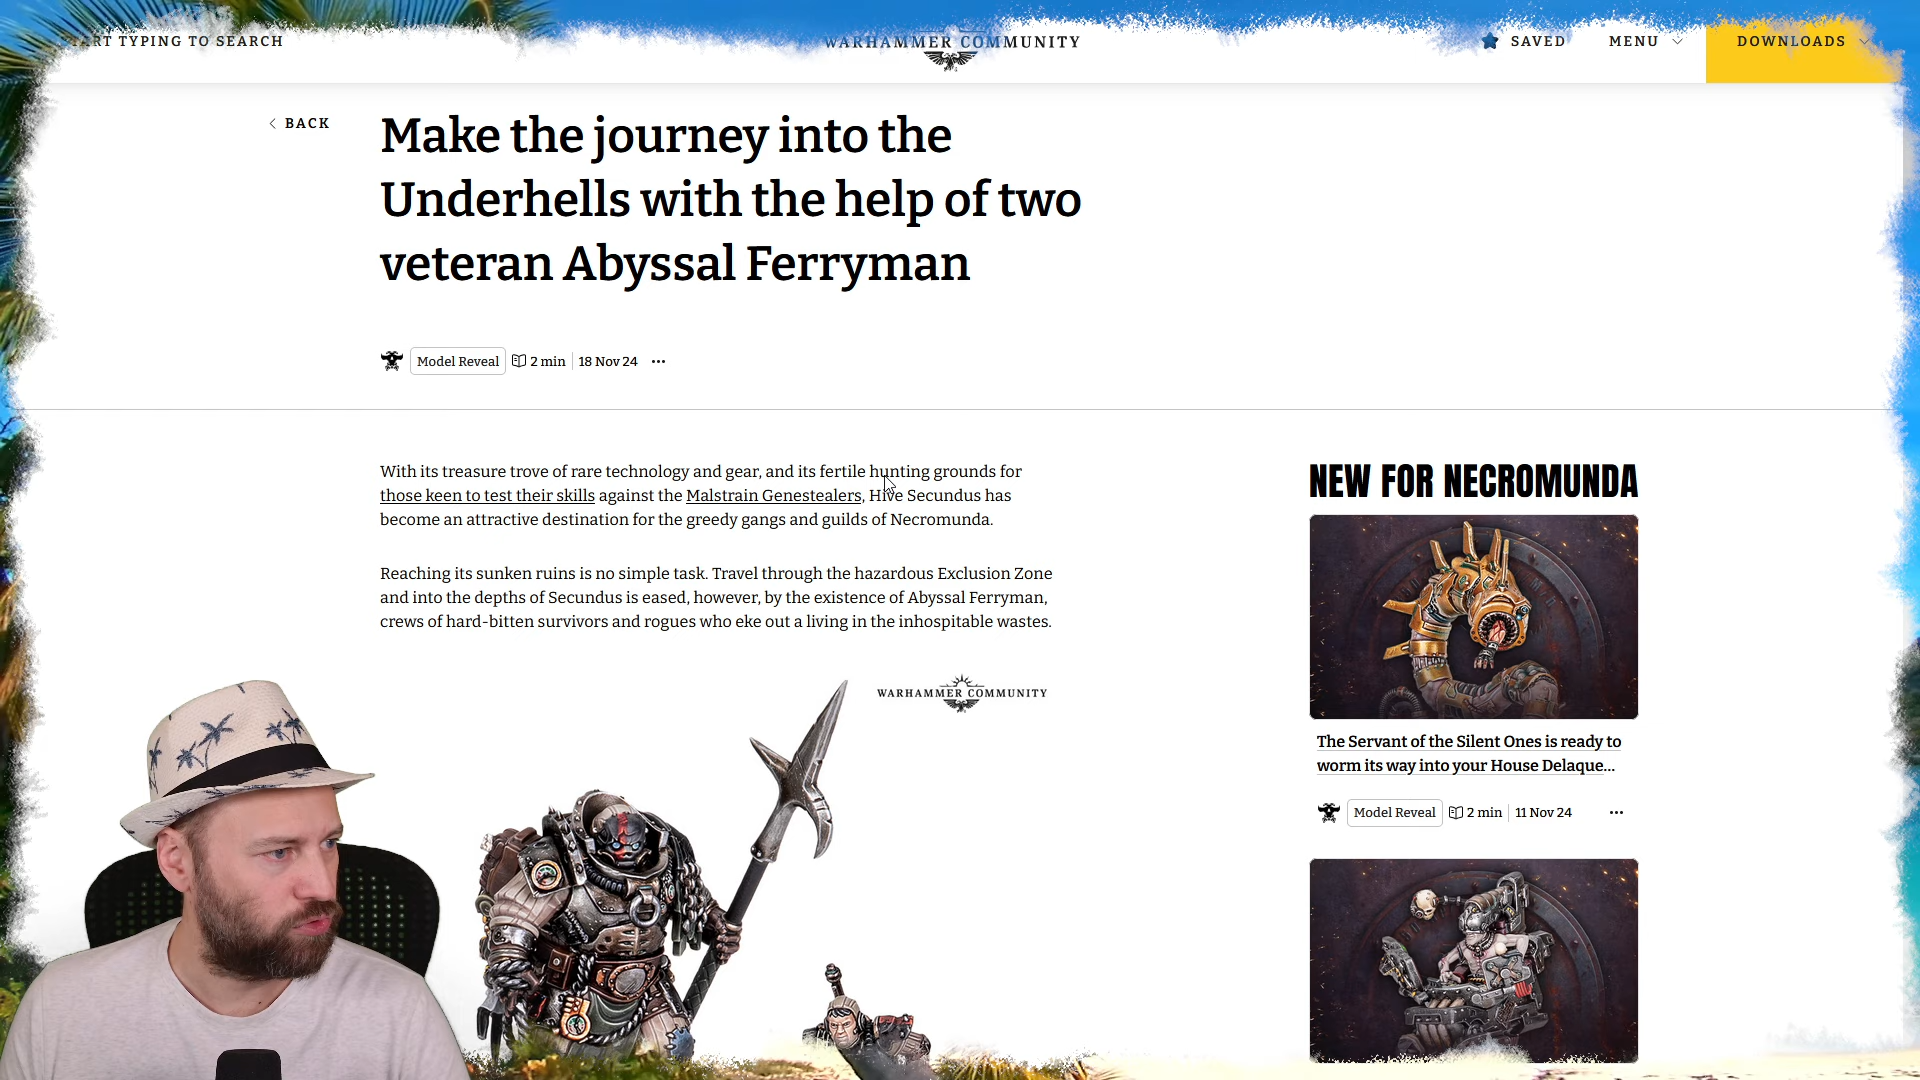 ART TYPING TO SEARCH
WARHAMMER COMMUNITY
SAVED
MENU
DOWNLOADS
BACK
Make the journey into the
Underhells with the help of two
veteran Abyssal Ferryman
Model Reveal
2 min
18 Nov 24
With its treasure trove of rare technology and gear, and its fertile hunting grounds for
those keen to test their skills against the Malstrain Genestealers, Hive Secundus has
become an attractive destination for the greedy gangs and guilds of Necromunda.
Reaching its sunken ruins is no simple task. Travel through the hazardous Exclusion Zone
and into the depths of Secundus is eased, however, by the existence of Abyssal Ferryman,
crews of hard-bitten survivors and rogues who eke out a living in the inhospitable wastes.
WARHAMMER COMMUNITY
NEW FOR NECROMUNDA
The Servant of the Silent Ones is ready to
worm its way into your House Delaque...
Model Reveal
2 min
11 Nov 24